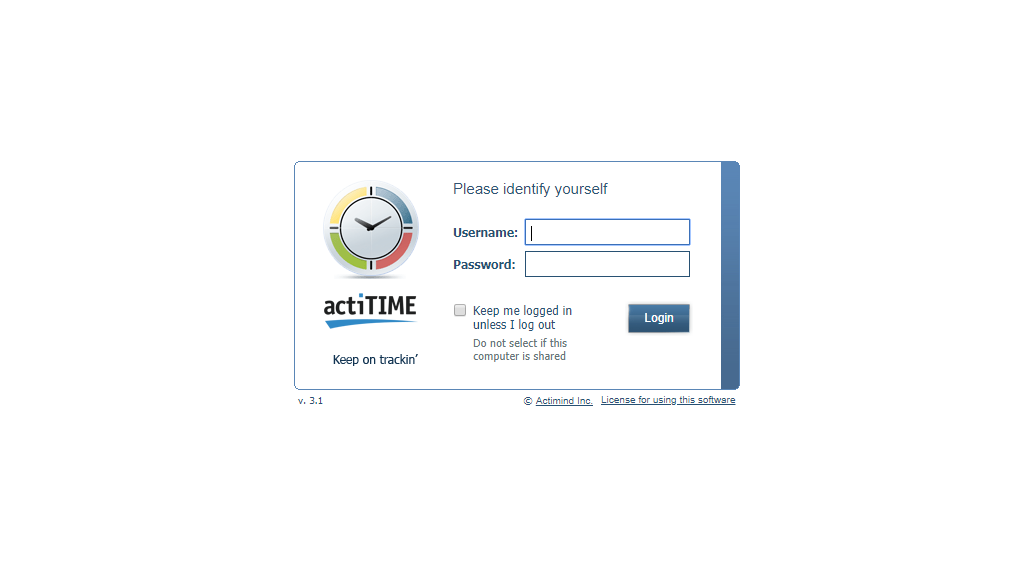 Please identify yourself
Username:
Password:
actiTIME
Keep me logged in
unless I log out
Login
Do not select if this
computer is shared
Keep on trackin’
v. 3.1
© Actimind Inc. License for using this software